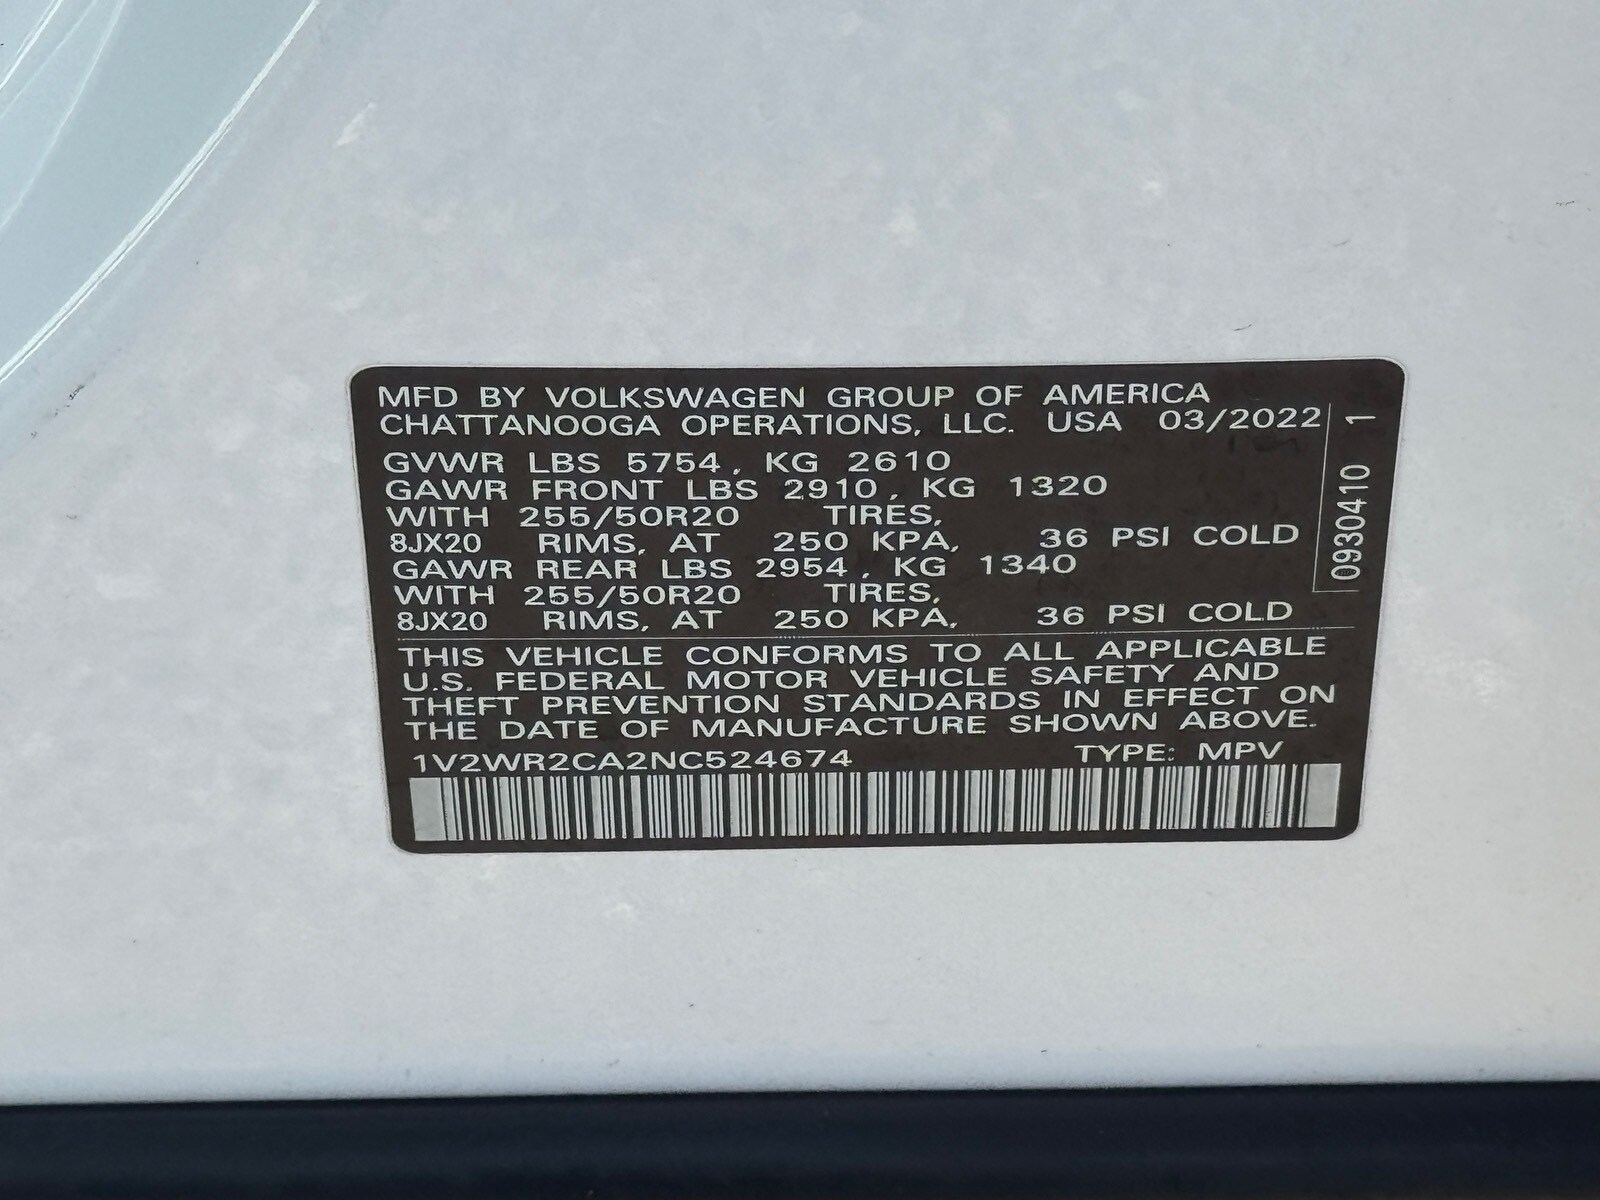 MFD BY VOLKSWAGEN GROUP OF AMERICA
CHATTANOOGA OPERATIONS, LLC. USA 03/2022
GVWR LBS 5754, KG 2610
GAWR FRONT LBS 2910, KG 1320
WITH 255/50R20 TIRES,
8JX20 RIMS, AT 250 KPA, 36 PSI COLD
GAWR REAR LBS 2954, KG 1340
WITH 255/50R20 TIRES,
8JX20 RIMS, AT 250 KPA, 36 PSI COLD
THIS VEHICLE CONFORMS TO ALL APPLICABLE
U.S. FEDERAL MOTOR VEHICLE SAFETY AND
THEFT PREVENTION STANDARDS IN EFFECT ON
THE DATE OF MANUFACTURE SHOWN ABOVE.
1V2WR2CA2NC524674 TYPE: MPV
0930410 1